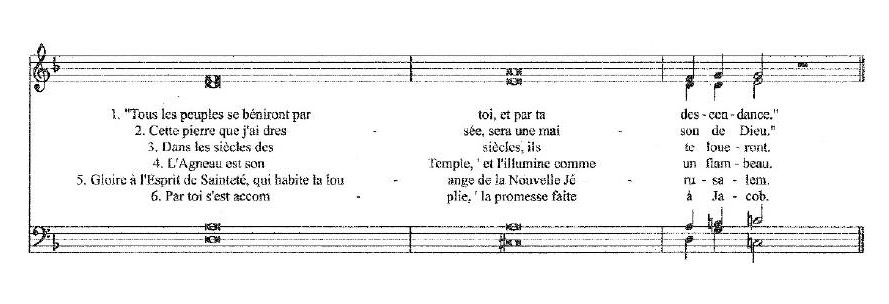 1. "Tous les peuples se béniront par toi, et par ta des - cen - dance."
2. Cette pierre que j'ai dres - sée, sera une mai - son de Dieu."
3. Dans les siècles des siècles, ils te loue - ront.
4. L'Agneau est son Temple, ' et l'illumine comme un flam - beau.
5. Gloire à l'Esprit de Sainteté, qui habite la lou - ange de la Nouvelle Jé - ru - sa - lem.
6. Par toi s'est accom - plie, ' la promesse faite à Ja - cob.